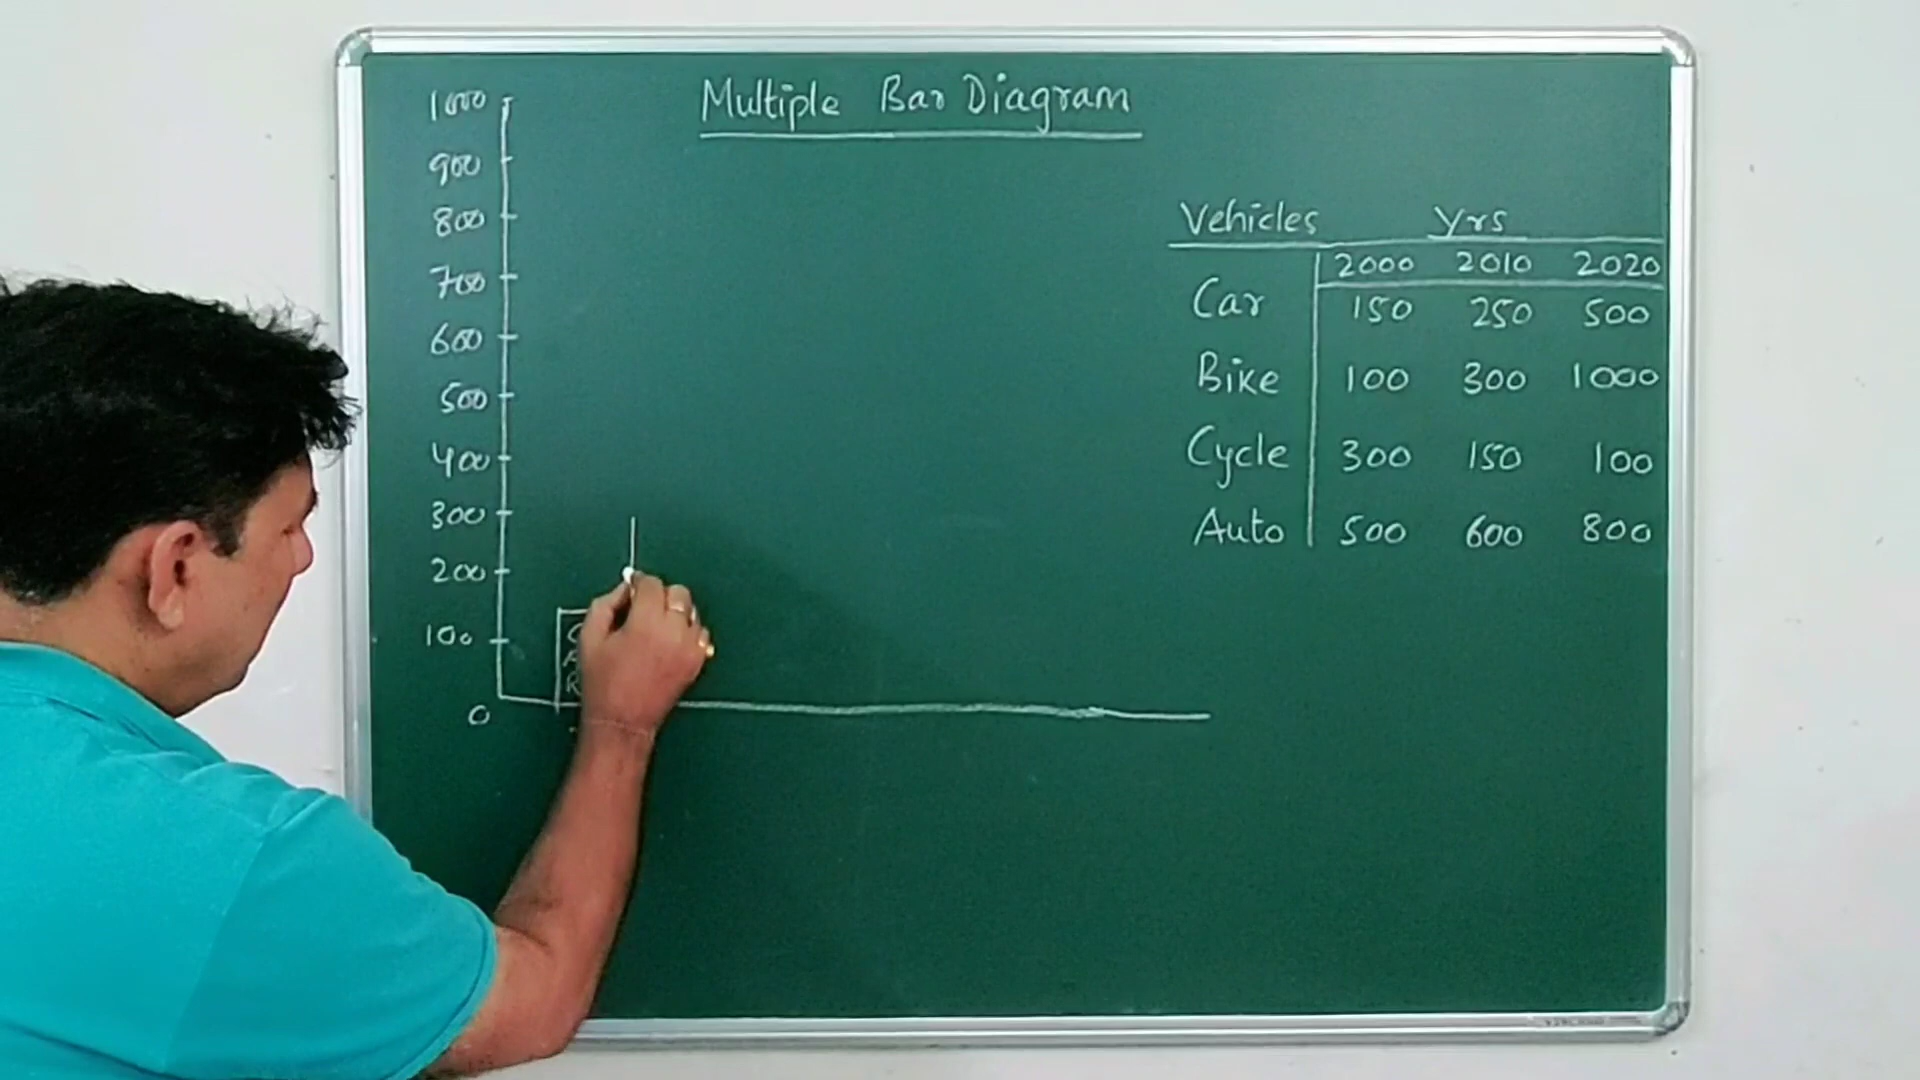 Multiple Bar Diagram
1000
900
800
700
600
500
400
300
200
100
0
Vehicles yrs
2000 2010 2020
Car 150 250 500
Bike 100 300 1000
Cycle 300 150 100
Auto 500 600 800